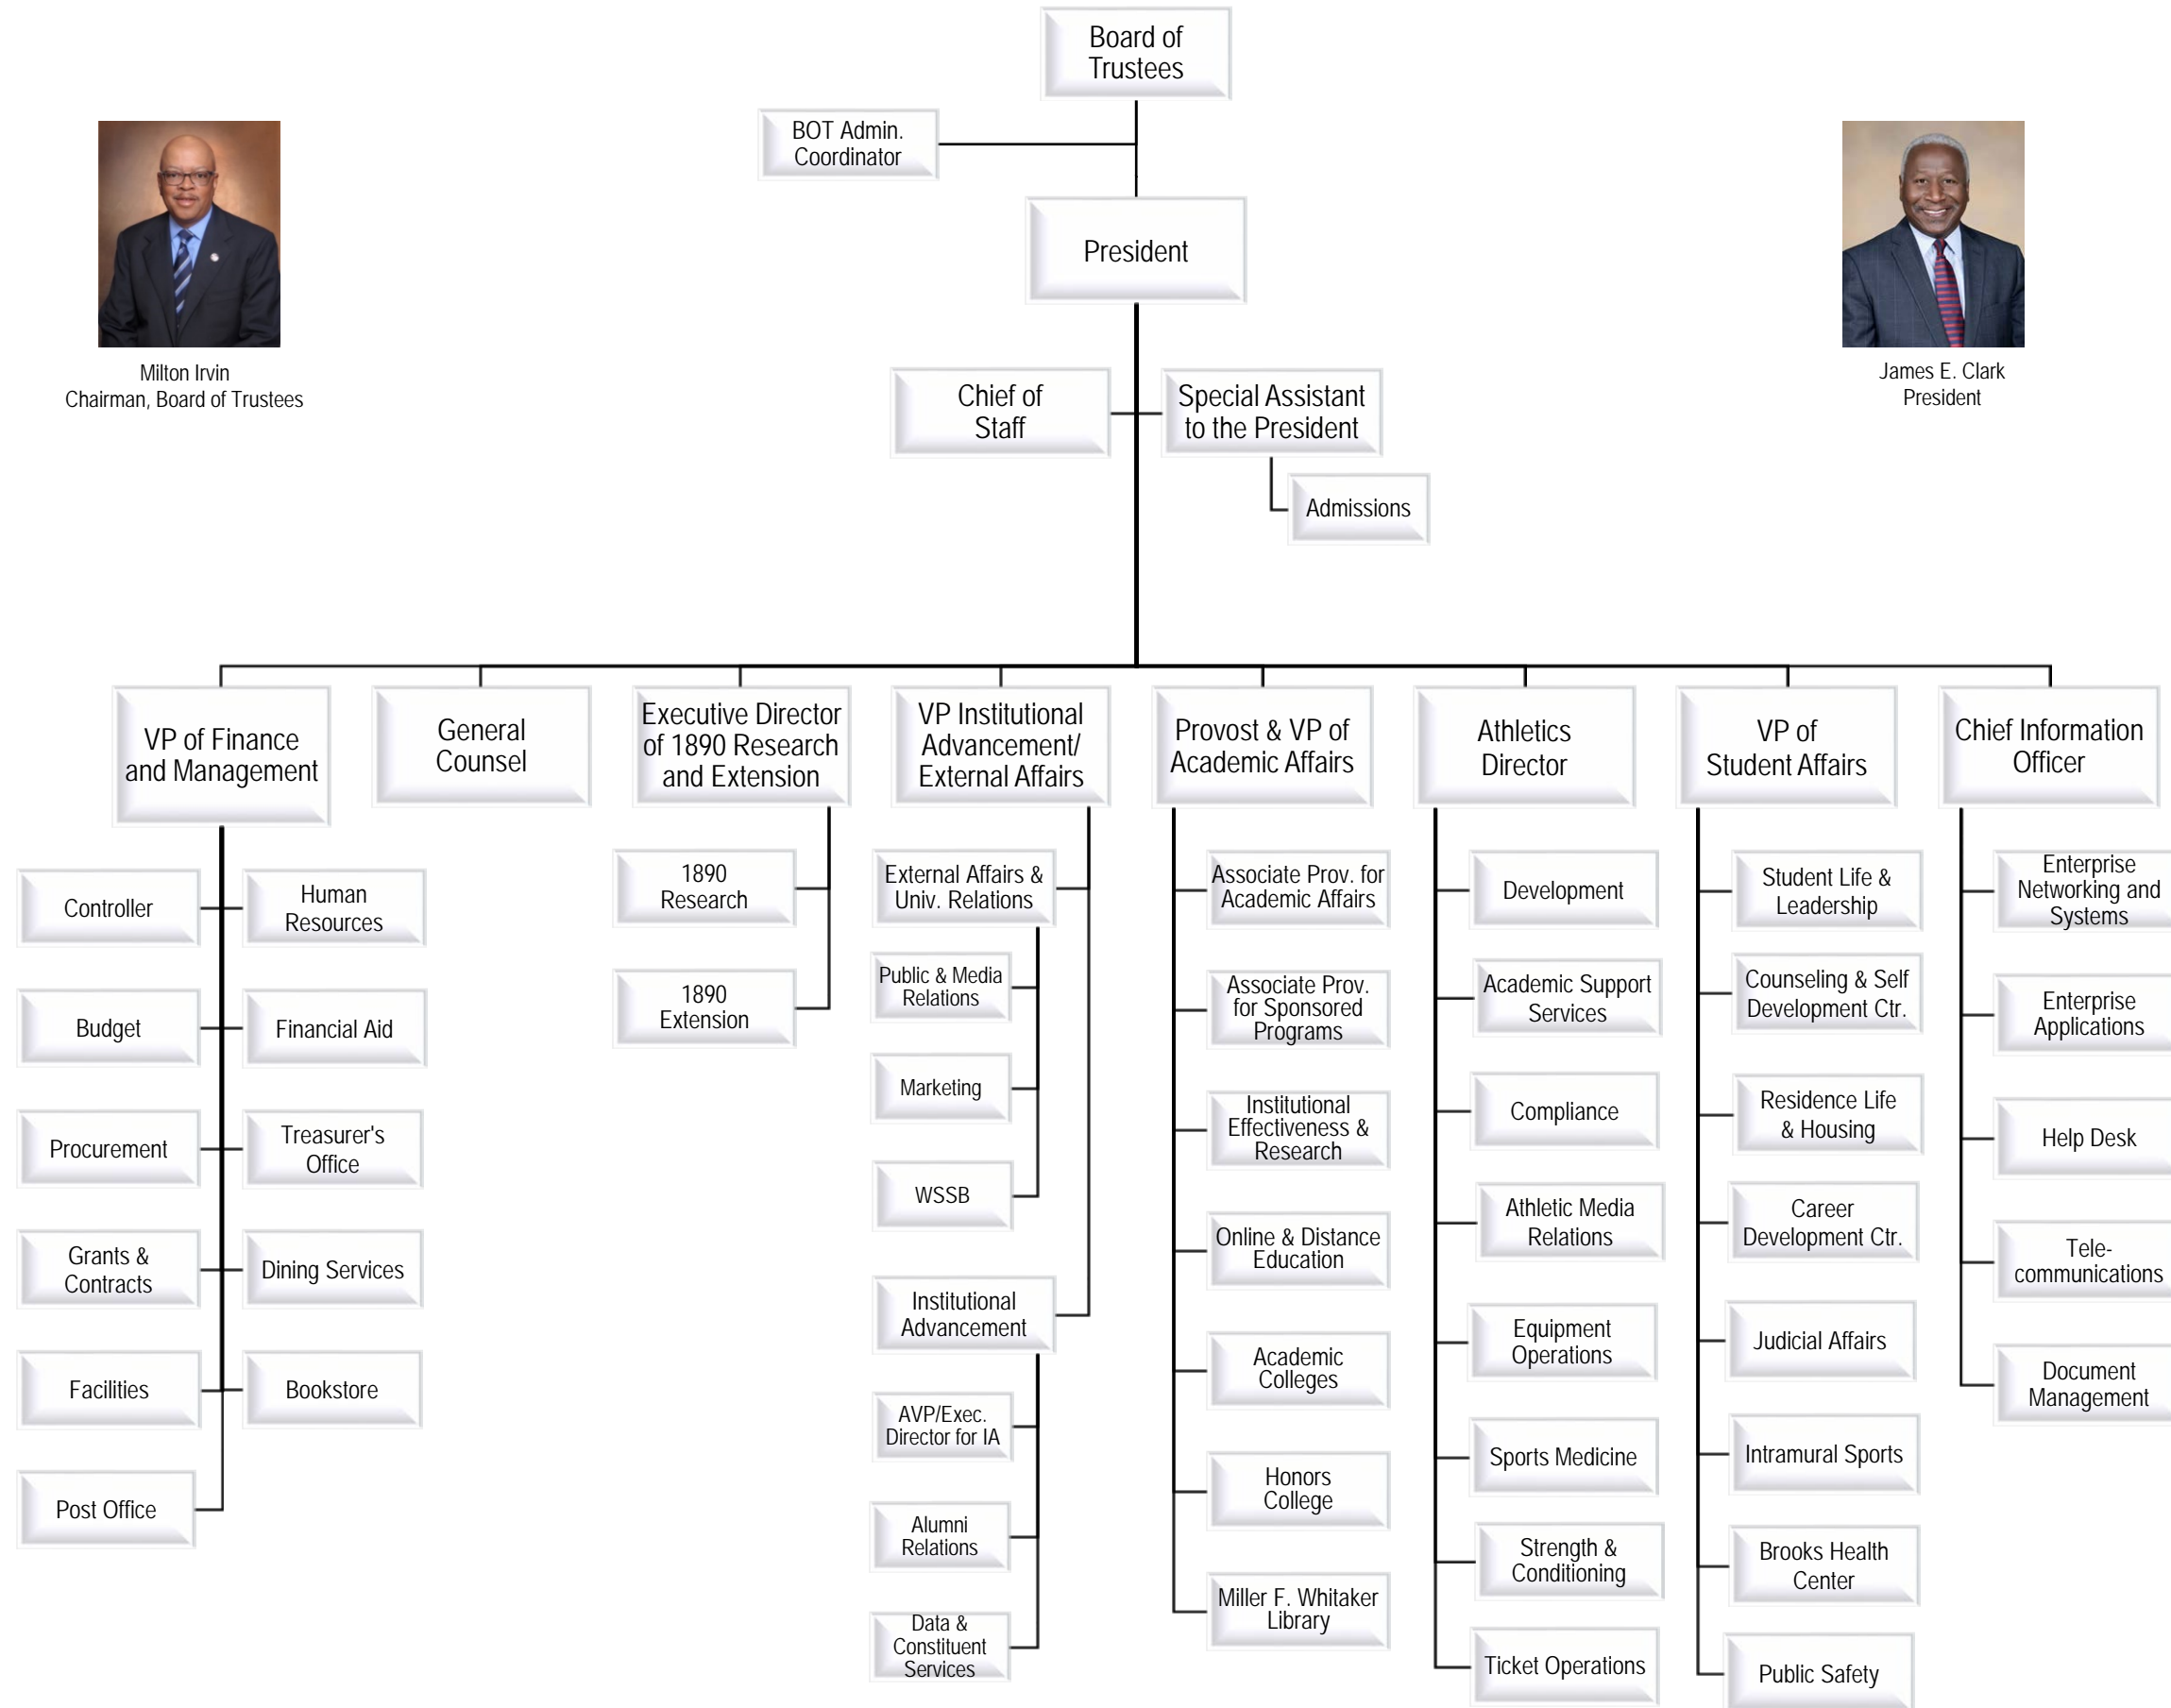 Board of
Trustees
BOT Admin.
Coordinator
President
Milton Irvin
Chairman, Board of Trustees
James E. Clark
President
Chief of
Staff
Special Assistant
to the President
Admissions
VP of Finance
and Management
General
Counsel
Executive Director
of 1890 Research
and Extension
VP Institutional
Advancement/
External Affairs
Provost & VP of
Academic Affairs
Athletics
Director
VP of
Student Affairs
Chief Information
Officer
Controller
Human
Resources
Budget
Financial Aid
Procurement
Treasurer's
Office
Grants &
Contracts
Dining Services
Facilities
Bookstore
Post Office
1890
Research
1890
Extension
External Affairs &
Univ. Relations
Public & Media
Relations
Marketing
WSSB
Institutional
Advancement
AVP/Exec.
Director for IA
Alumni
Relations
Data &
Constituent
Services
Associate Prov. for
Academic Affairs
Associate Prov.
for Sponsored
Programs
Institutional
Effectiveness &
Research
Online & Distance
Education
Academic
Colleges
Honors
College
Miller F. Whitaker
Library
Development
Academic Support
Services
Compliance
Athletic Media
Relations
Equipment
Operations
Sports Medicine
Strength &
Conditioning
Ticket Operations
Student Life &
Leadership
Counseling & Self
Development Ctr.
Residence Life
& Housing
Career
Development Ctr.
Judicial Affairs
Intramural Sports
Brooks Health
Center
Public Safety
Enterprise
Networking and
Systems
Enterprise
Applications
Help Desk
Tele-
communications
Document
Management